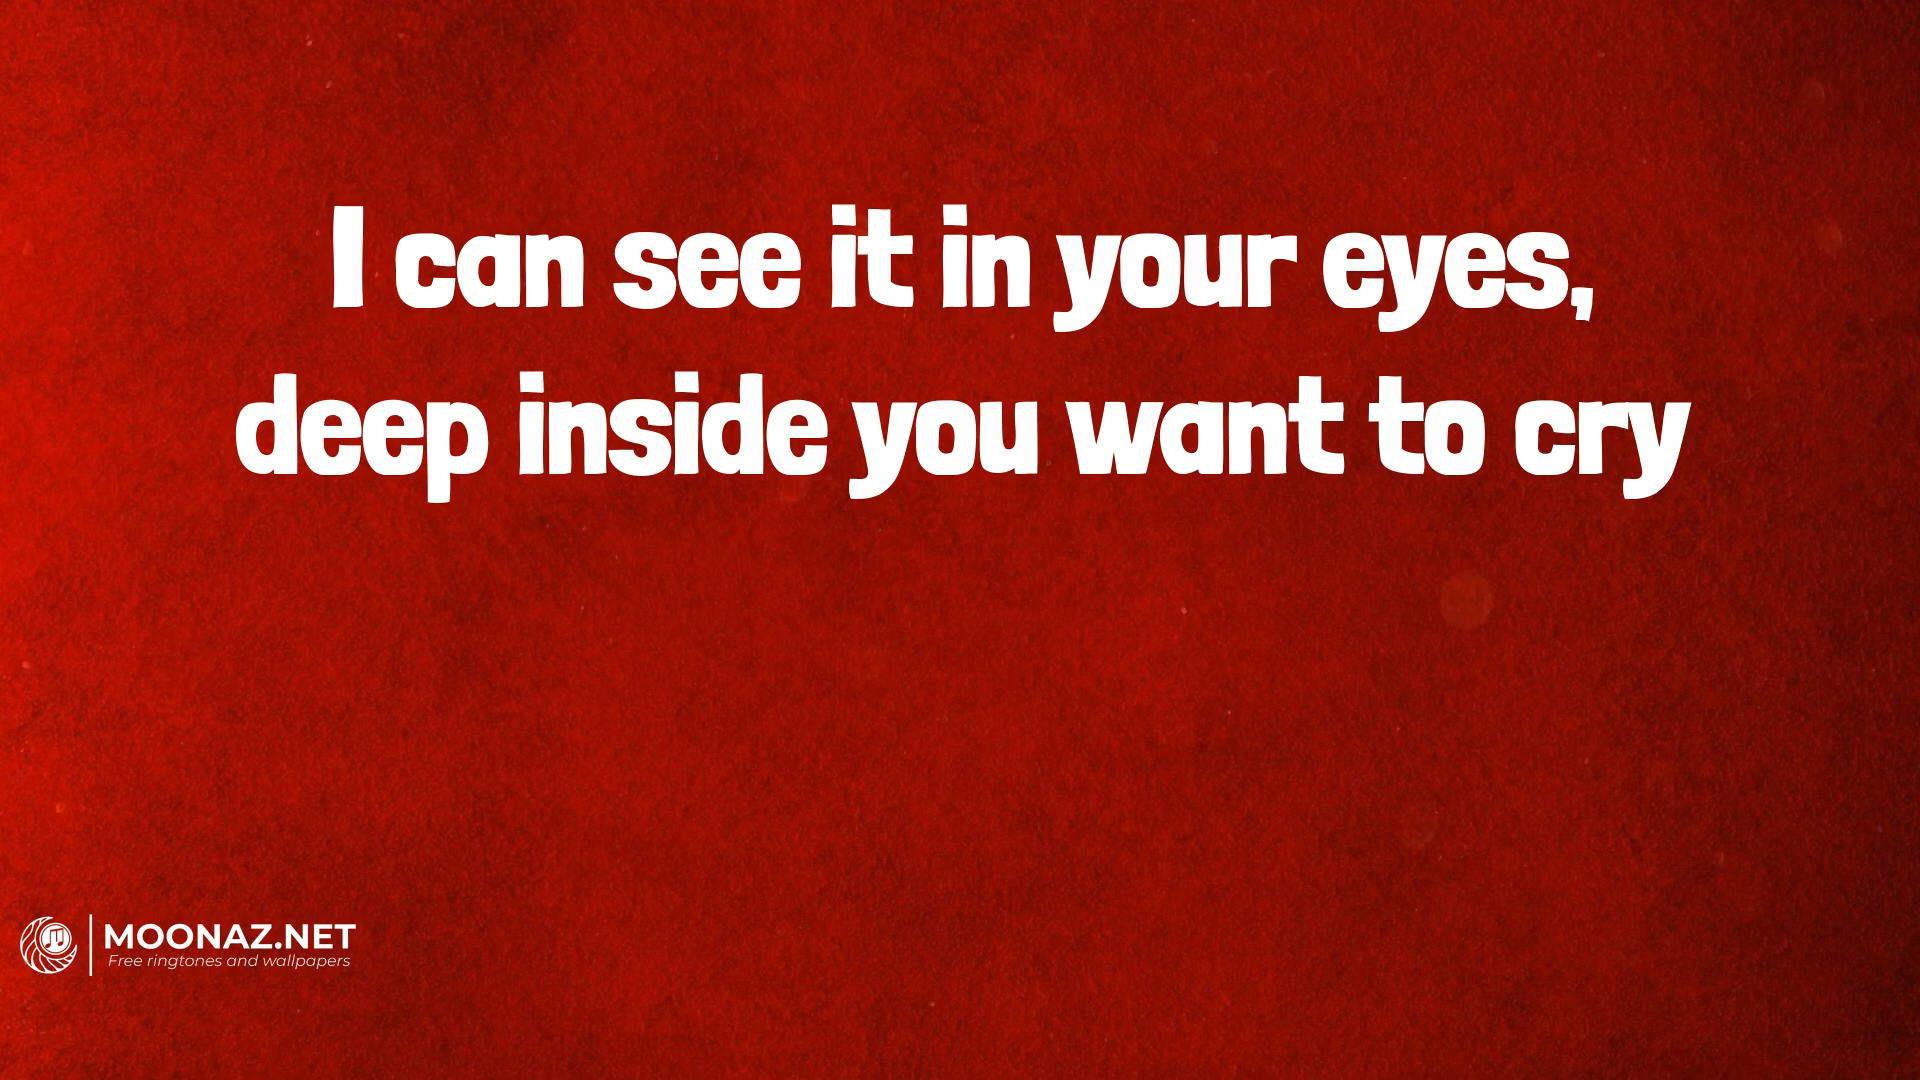 I can see it in your eyes,
deep inside you want to cry
MOONAZ.NET
Free ringtones and wallpapers